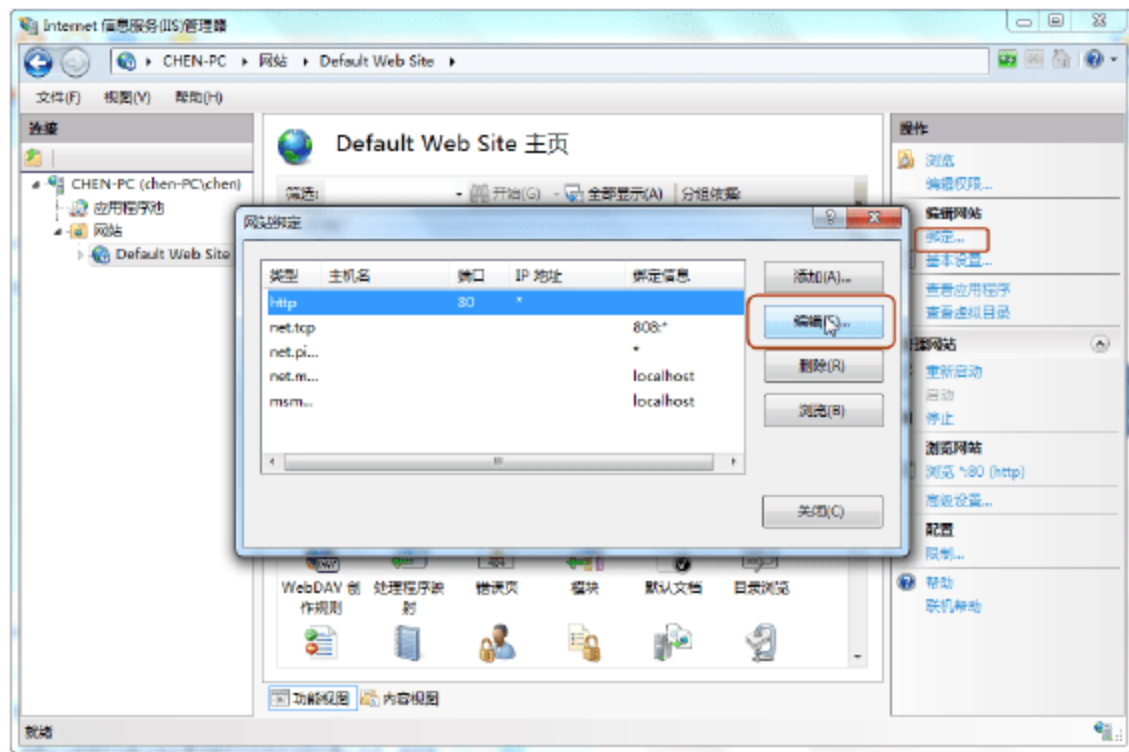 Internet 信息服务(IIS)管理器
CHEN-PC 网站 Default Web Site
文件(F) 视图(V) 帮助(H)
连接
CHEN-PC (chen-PC\chen)
应用程序池
网站
Default Web Site
Default Web Site 主页
筛选: 开始(G) 全部显示(A) 分组依据:
网站绑定
类型 主机名 端口 IP 地址 绑定信息
http 80 *
net.tcp 808:*
net.pi... *
net.m... localhost
msm... localhost
添加(A)...
编辑...
删除(R)
浏览(B)
关闭(C)
WebDAV 创作规则
处理程序映射
错误页
模块
默认文档
目录浏览
功能视图 内容视图
操作
浏览
编辑权限...
编辑网站
绑定...
基本设置...
查看应用程序
查看虚拟目录
管理网站
重新启动
启动
停止
浏览网站
浏览 *:80 (http)
高级设置...
配置
限制...
帮助
联机帮助
就绪